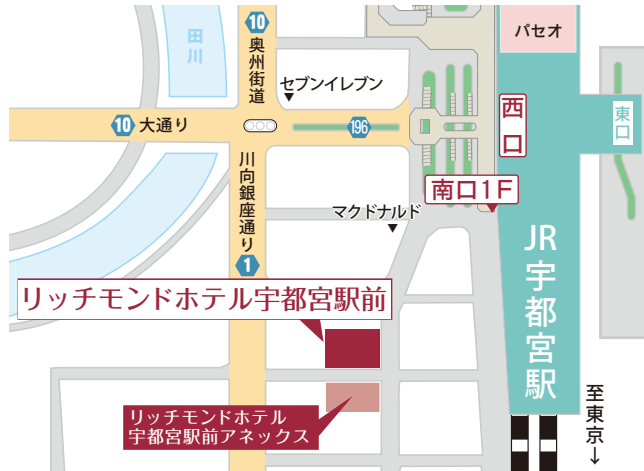 パセオ
10
奥州街道
田川
セブンイレブン
西口
東口
10 大通り
196
川向銀座通り
1
南口1F
マクドナルド
JR宇都宮駅
リッチモンドホテル宇都宮駅前
リッチモンドホテル
宇都宮駅前アネックス
至東京↓